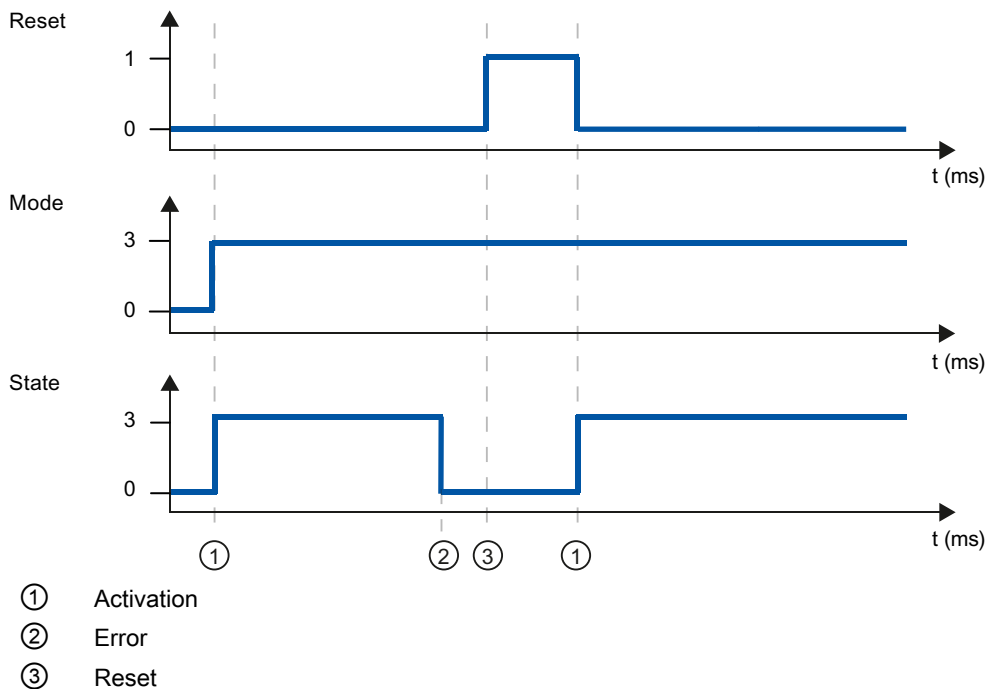 Reset
1
0
t (ms)
Mode
3
0
t (ms)
State
3
0
t (ms)
① ② ③ ①
① Activation
② Error
③ Reset